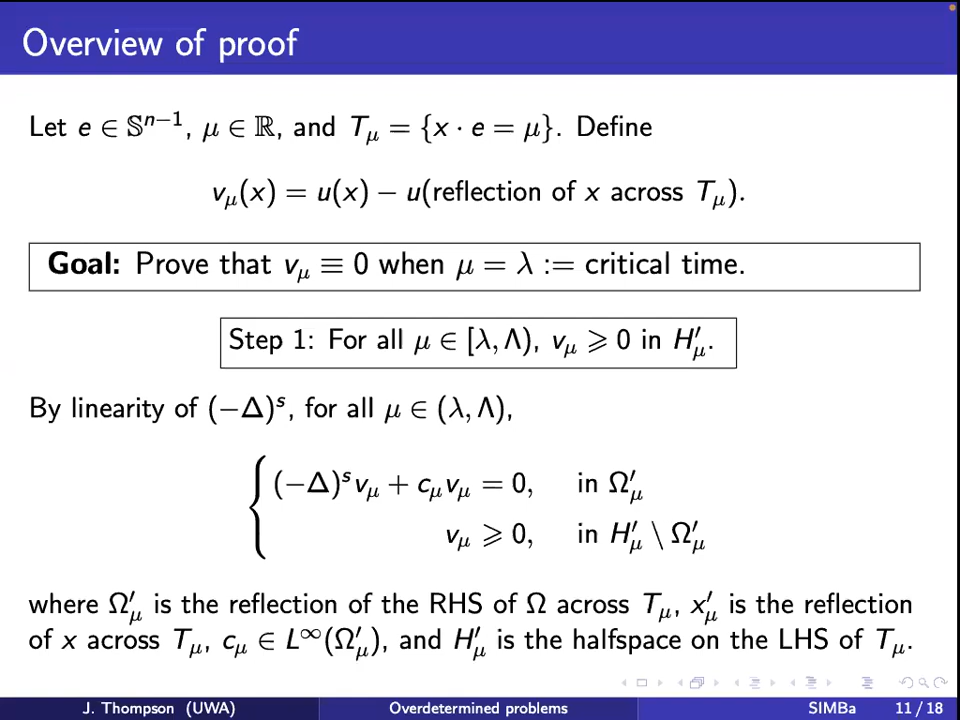 Overview of proof
Let e ∈ 𝕊ⁿ⁻¹, μ ∈ ℝ, and T_μ = {x · e = μ}. Define
v_μ(x) = u(x) − u(reflection of x across T_μ).
Goal: Prove that v_μ ≡ 0 when μ = λ := critical time.
Step 1: For all μ ∈ [λ, Λ), v_μ ⩾ 0 in H′_μ.
By linearity of (−Δ)ˢ, for all μ ∈ (λ, Λ),
(−Δ)ˢv_μ + c_μv_μ = 0, in Ω′_μ
v_μ ⩾ 0, in H′_μ \ Ω′_μ
where Ω′_μ is the reflection of the RHS of Ω across T_μ, x′_μ is the reflection
of x across T_μ, c_μ ∈ L^∞(Ω′_μ), and H′_μ is the halfspace on the LHS of T_μ.
J. Thompson (UWA) Overdetermined problems SIMBa 11 / 18